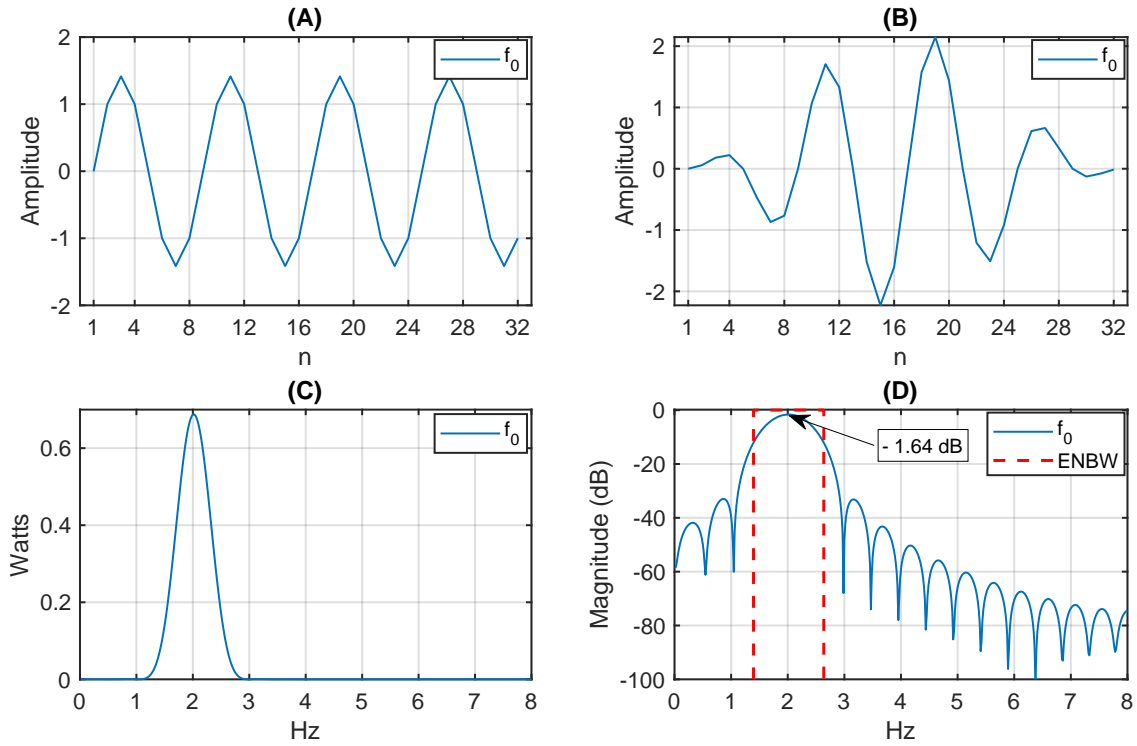 (A)
2
1
0
-1
-2
Amplitude
f0
1 4 8 12 16 20 24 28 32
n
(B)
2
1
0
-1
-2
Amplitude
f0
1 4 8 12 16 20 24 28 32
n
(C)
0.6
0.4
0.2
0
Watts
f0
0 1 2 3 4 5 6 7 8
Hz
(D)
0
-20
-40
-60
-80
-100
Magnitude (dB)
f0
ENBW
- 1.64 dB
0 1 2 3 4 5 6 7 8
Hz